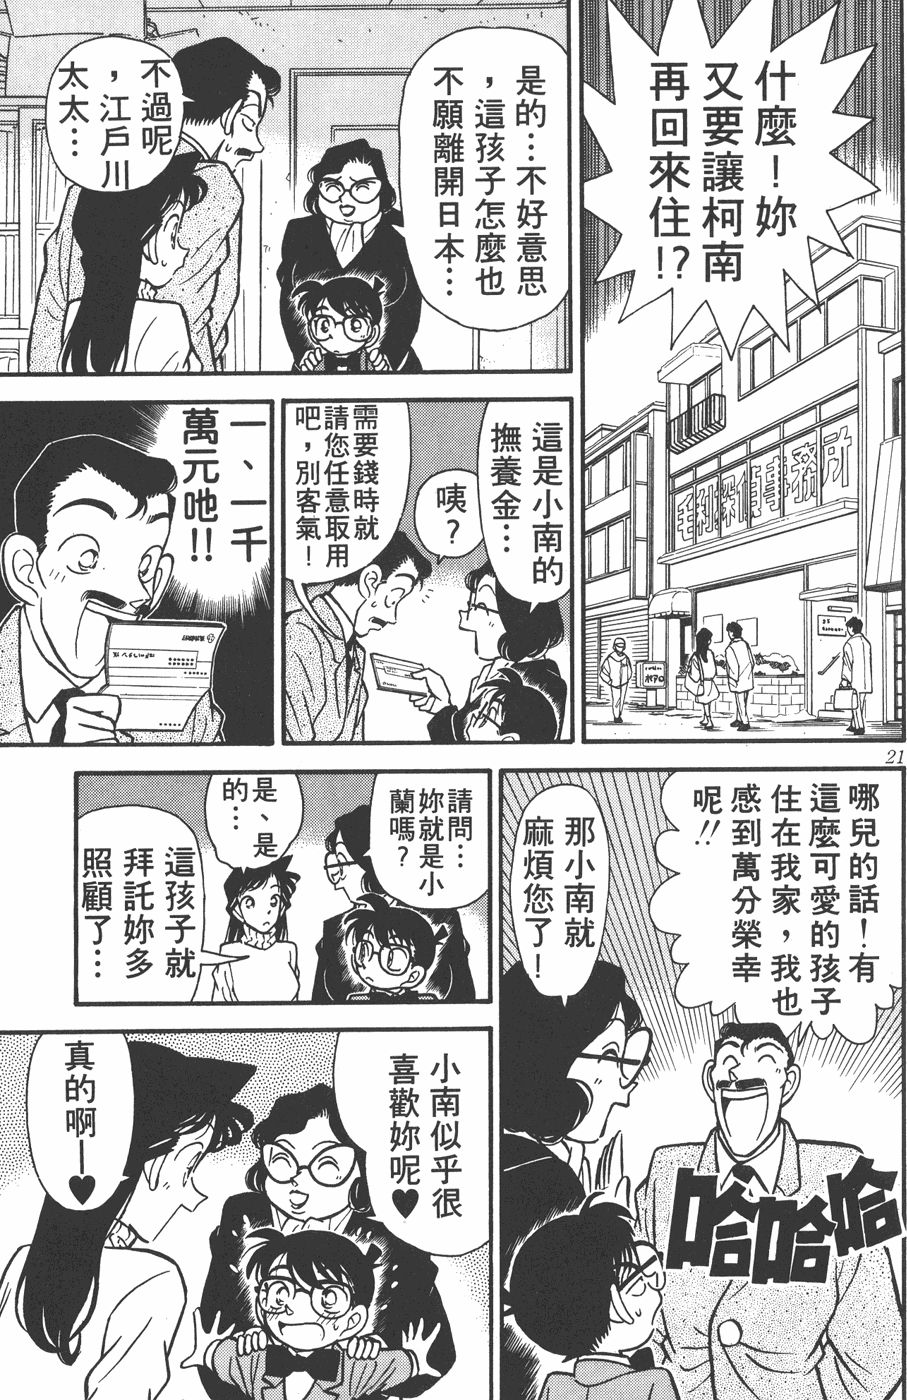 什麼！妳
又要讓柯南
再回來住!?
毛利偵探事務所
是的…不好意思
，這孩子怎麼也
不願離開日本…
不過呢
，江戶川
太太…
這是小南的
撫養金…
咦？
需要錢時就
請您任意取用
吧，別客氣！
一、一千
萬元吔!!
21
哪兒的話！有
這麼可愛的孩子
住在我家，我也
感到萬分榮幸
呢!!
那小南就
麻煩您了！
哈哈哈
請問…
妳就是小
蘭嗎？
是、是
的…
這孩子就
拜託妳多
照顧了…
小南似乎很
喜歡妳呢♥
真的啊—♥